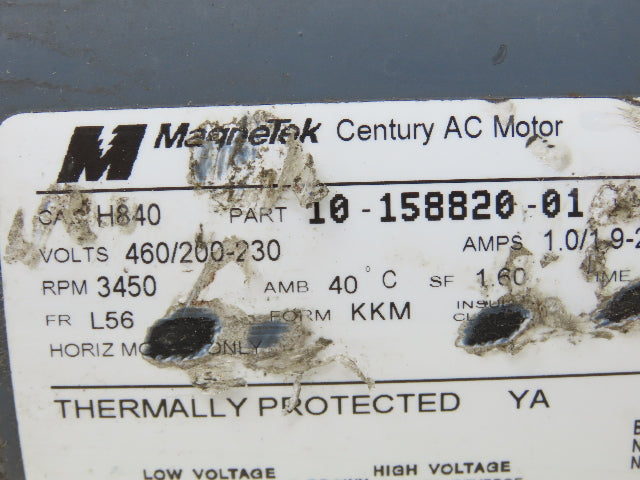 MagneTek Century AC Motor
CAT H840 PART 10-158820-01
VOLTS 460/200-230 AMPS 1.0/1.9-2
RPM 3450 AMB 40°C SF 1.60
FR L56 FORM KKM
HORIZ ONLY
THERMALLY PROTECTED YA
LOW VOLTAGE HIGH VOLTAGE